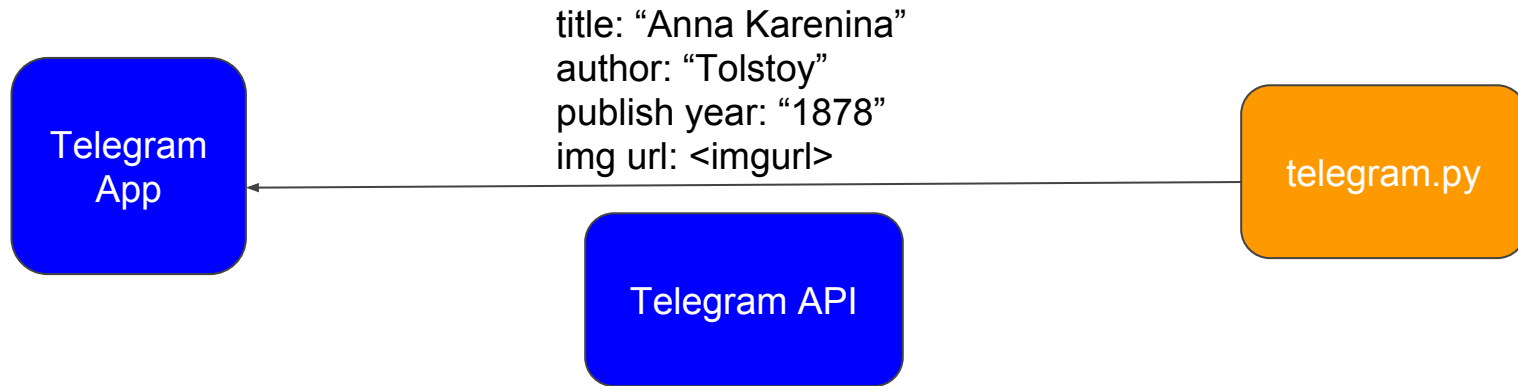 title: “Anna Karenina”
author: “Tolstoy”
publish year: “1878”
img url: <imgurl>
Telegram
App
telegram.py
Telegram API